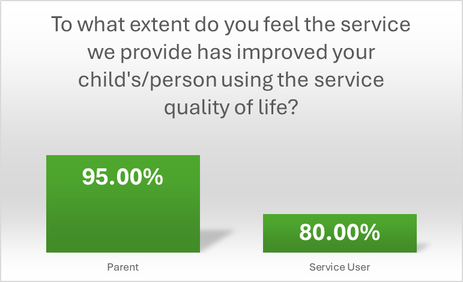 To what extent do you feel the service
we provide has improved your
child's/person using the service
quality of life?
95.00%
80.00%
Parent
Service User